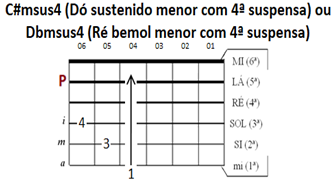 C#msus4 (Dó sustenido menor com 4ª suspensa) ou
Dbmsus4 (Ré bemol menor com 4ª suspensa)
06 05 04 03 02 01
MI (6ª)
P LÁ (5ª)
RÉ (4ª)
i 4 SOL (3ª)
m 3 SI (2ª)
a mi (1ª)
1